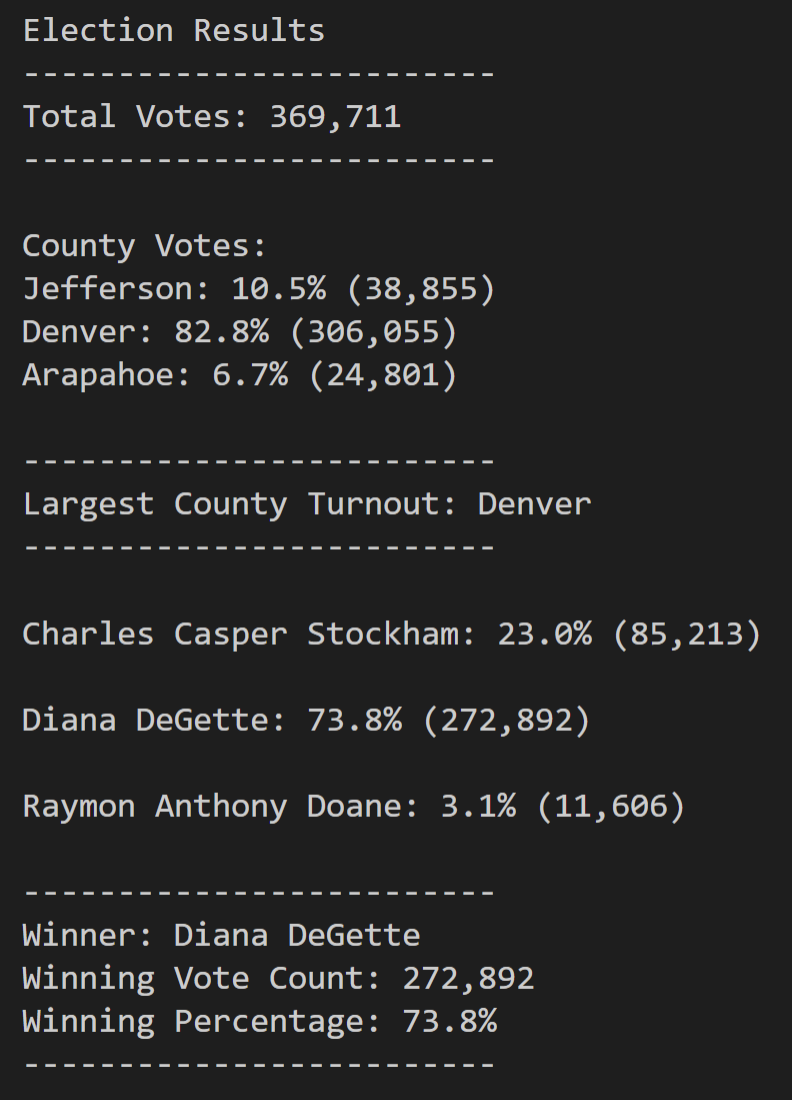 Election Results
-------------------------
Total Votes: 369,711
-------------------------
County Votes:
Jefferson: 10.5% (38,855)
Denver: 82.8% (306,055)
Arapahoe: 6.7% (24,801)
-------------------------
Largest County Turnout: Denver
-------------------------
Charles Casper Stockham: 23.0% (85,213)
Diana DeGette: 73.8% (272,892)
Raymon Anthony Doane: 3.1% (11,606)
-------------------------
Winner: Diana DeGette
Winning Vote Count: 272,892
Winning Percentage: 73.8%
-------------------------